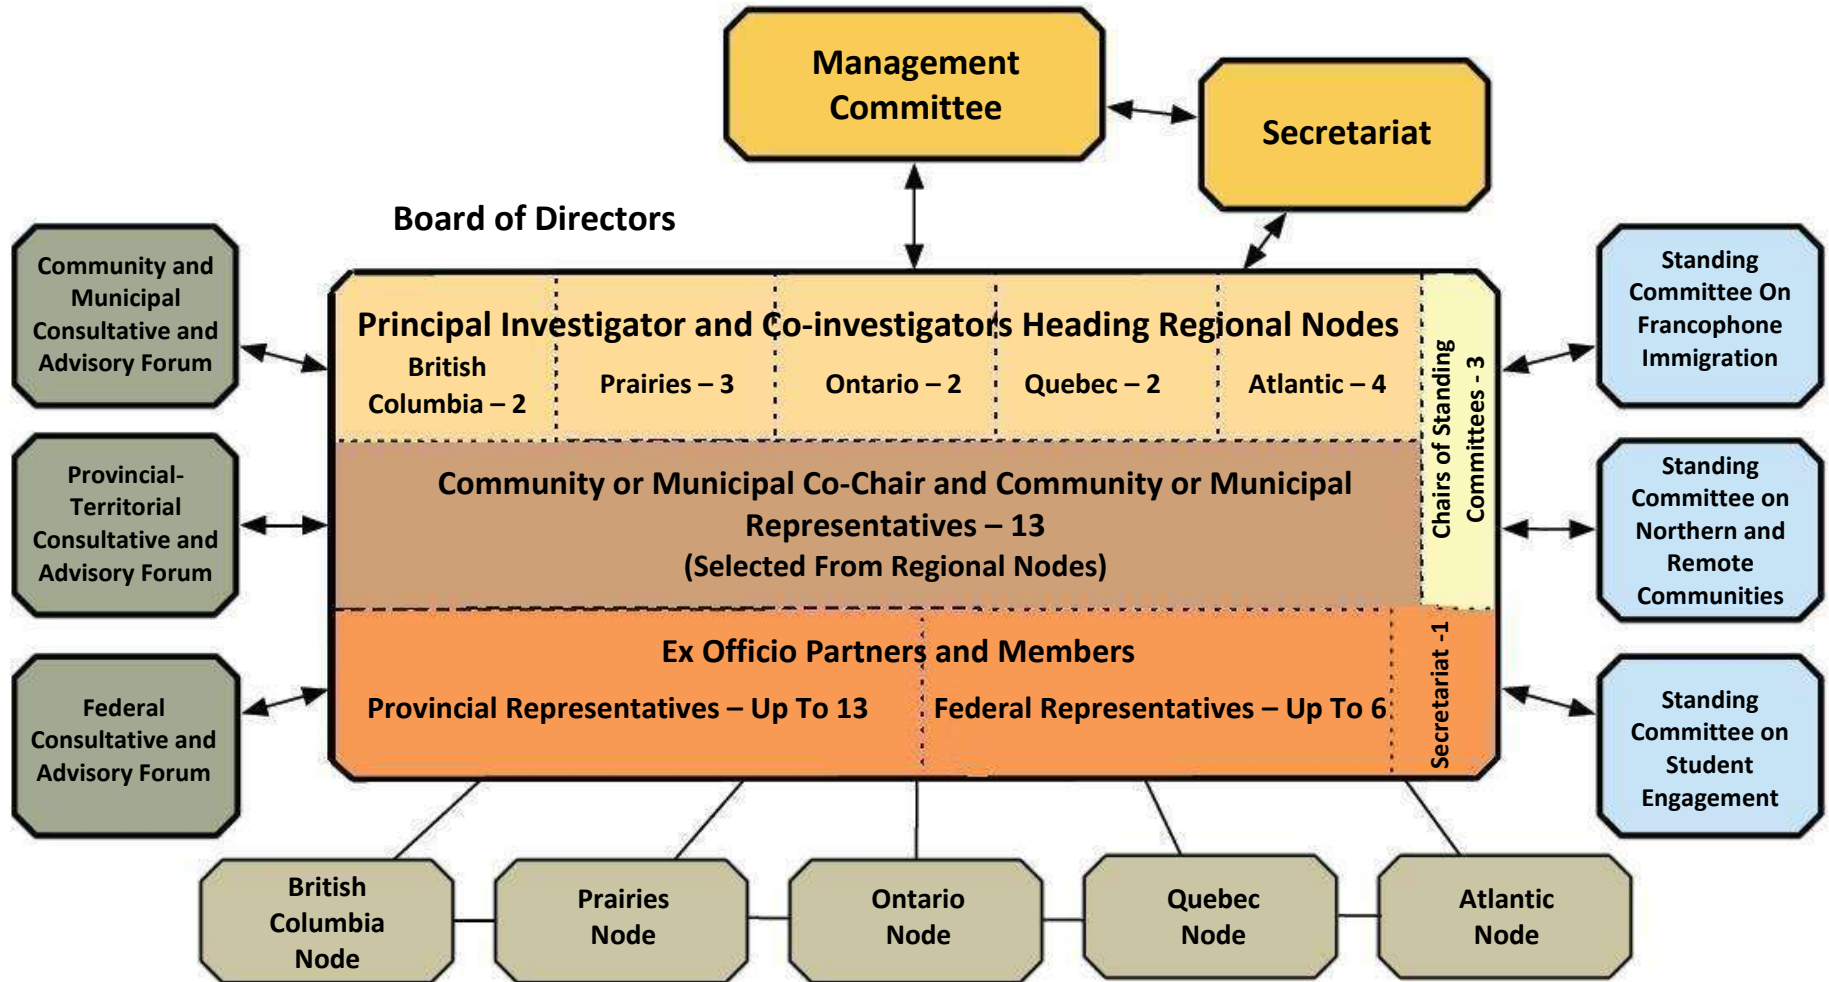 Management
Committee
Secretariat
Board of Directors
Community and
Municipal
Consultative and
Advisory Forum
Provincial-
Territorial
Consultative and
Advisory Forum
Federal
Consultative and
Advisory Forum
Principal Investigator and Co-investigators Heading Regional Nodes
British
Columbia – 2
Prairies – 3
Ontario – 2
Quebec – 2
Atlantic – 4
Chairs of Standing
Committees - 3
Community or Municipal Co-Chair and Community or Municipal
Representatives – 13
(Selected From Regional Nodes)
Ex Officio Partners and Members
Provincial Representatives – Up To 13
Federal Representatives – Up To 6
Secretariat -1
Standing
Committee On
Francophone
Immigration
Standing
Committee on
Northern and
Remote
Communities
Standing
Committee on
Student
Engagement
British
Columbia
Node
Prairies
Node
Ontario
Node
Quebec
Node
Atlantic
Node